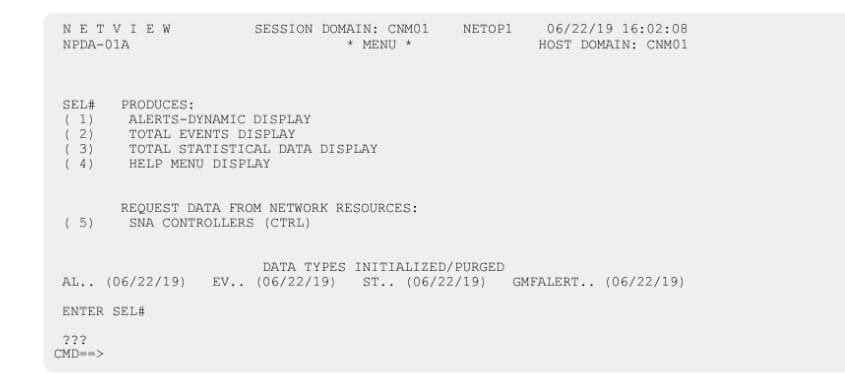 N E T V I E W SESSION DOMAIN: CNM01 NETOP1 06/22/19 16:02:08
NPDA-01A * MENU * HOST DOMAIN: CNM01
SEL# PRODUCES:
( 1) ALERTS-DYNAMIC DISPLAY
( 2) TOTAL EVENTS DISPLAY
( 3) TOTAL STATISTICAL DATA DISPLAY
( 4) HELP MENU DISPLAY
REQUEST DATA FROM NETWORK RESOURCES:
( 5) SNA CONTROLLERS (CTRL)
DATA TYPES INITIALIZED/PURGED
AL.. (06/22/19) EV.. (06/22/19) ST.. (06/22/19) GMFALERT.. (06/22/19)
ENTER SEL#
???
CMD==>